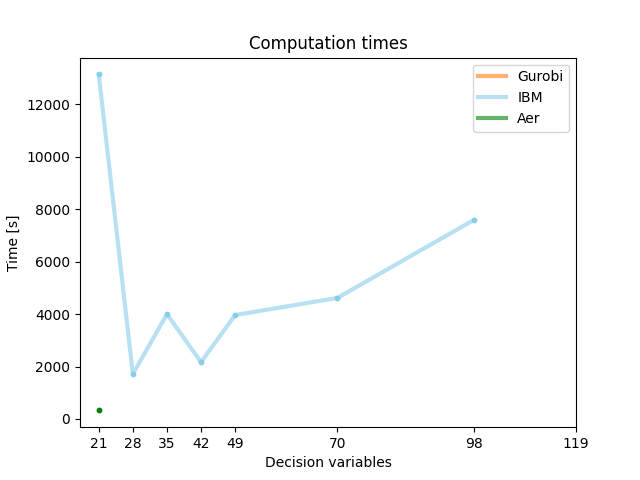 Computation times
Gurobi
IBM
Aer
Time [s]
12000
10000
8000
6000
4000
2000
0
21 28 35 42 49 70 98 119
Decision variables